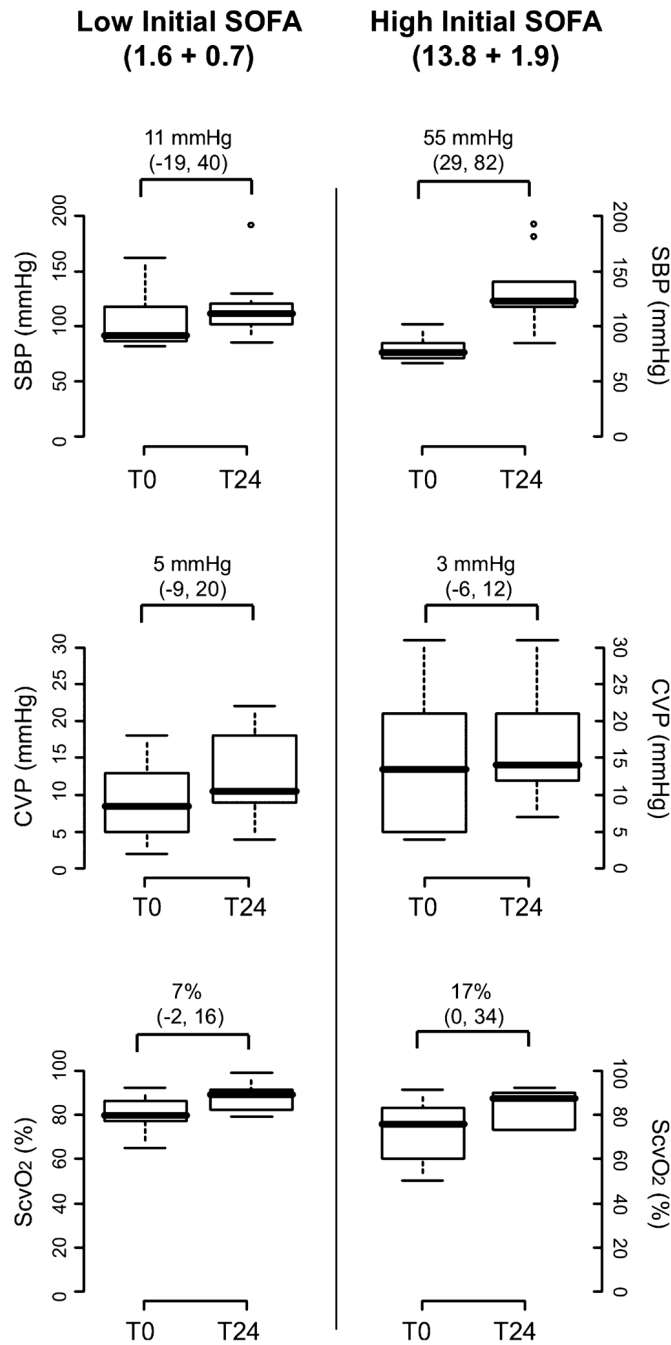 Low Initial SOFA
(1.6 + 0.7)
High Initial SOFA
(13.8 + 1.9)
11 mmHg
(-19, 40)
55 mmHg
(29, 82)
SBP (mmHg)
0 50 100 150 200
T0 T24
T0 T24
0 50 100 150 200
SBP (mmHg)
5 mmHg
(-9, 20)
3 mmHg
(-6, 12)
CVP (mmHg)
0 5 10 15 20 25 30
T0 T24
T0 T24
0 5 10 15 20 25 30
CVP (mmHg)
7%
(-2, 16)
17%
(0, 34)
ScvO2 (%)
0 20 40 60 80 100
T0 T24
T0 T24
0 20 40 60 80 100
ScvO2 (%)